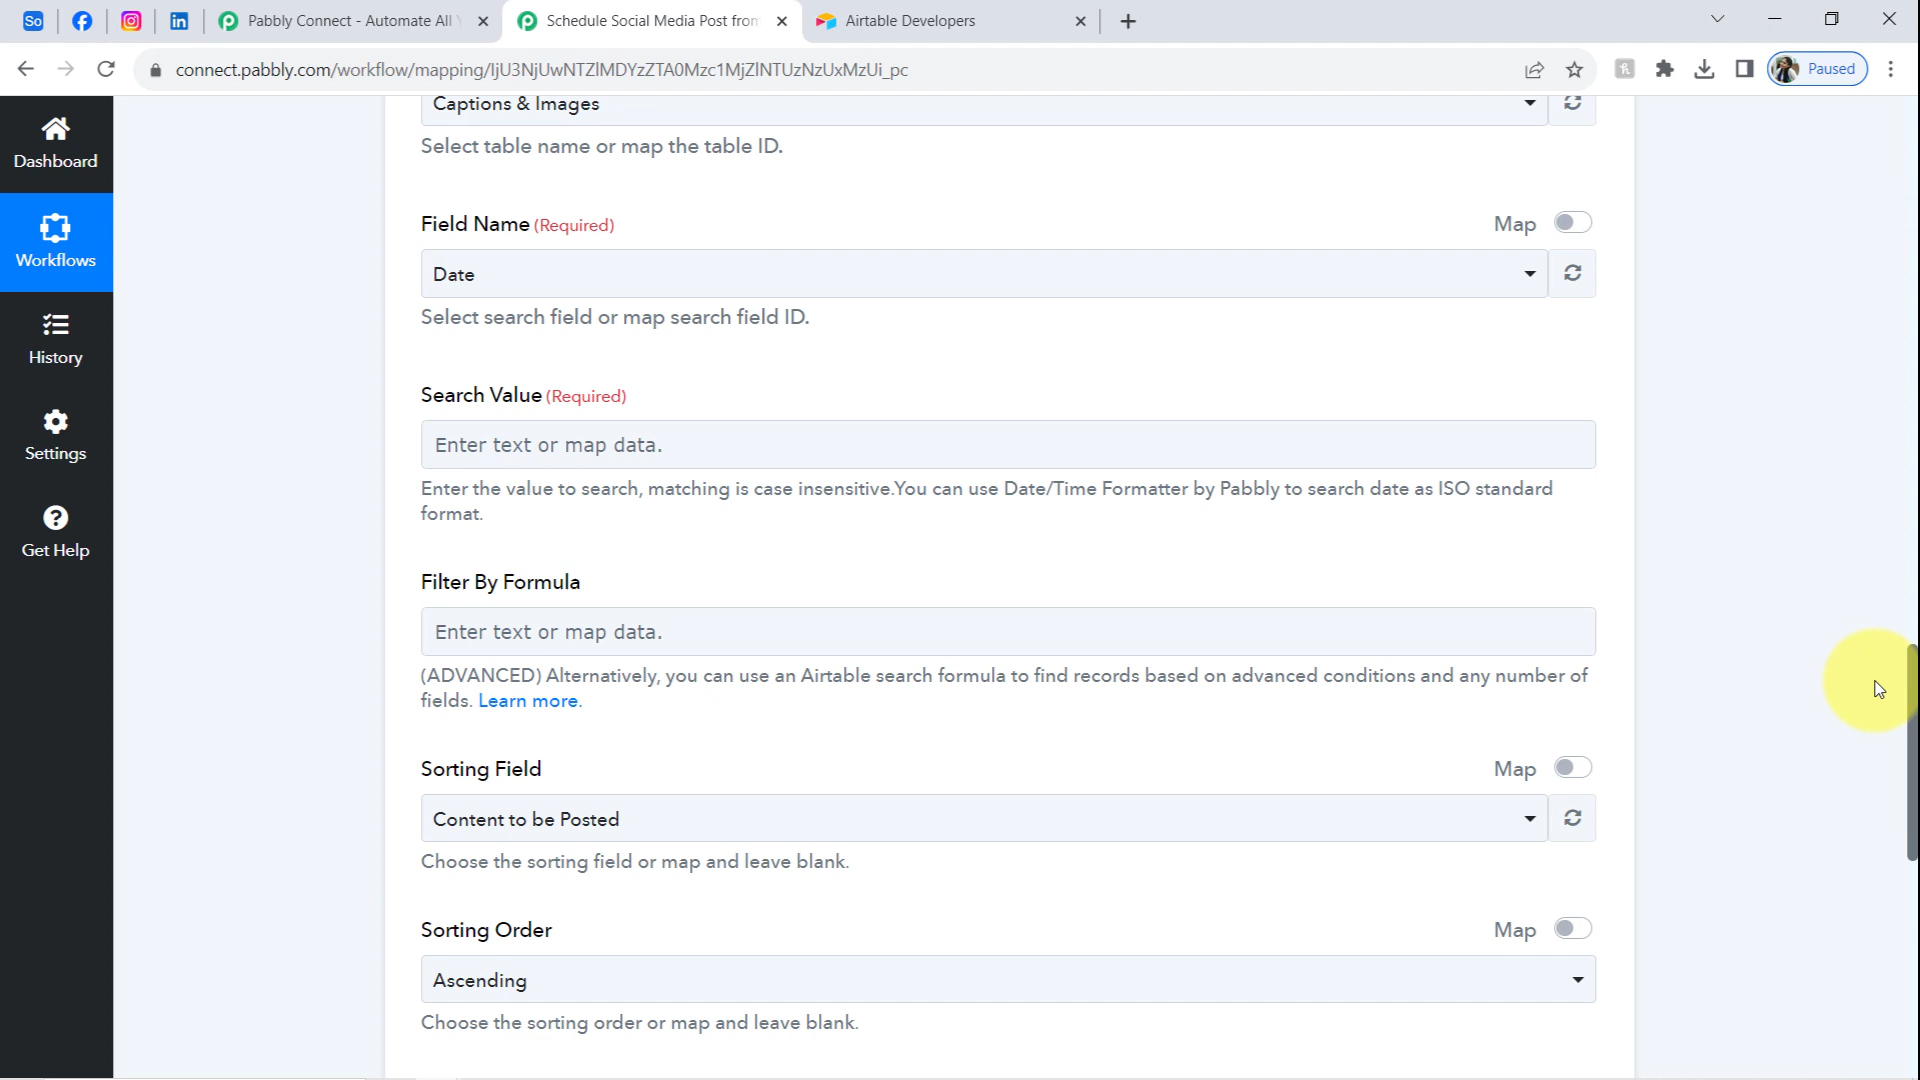 So
Pabbly Connect - Automate All
Schedule Social Media Post from
Airtable Developers
connect.pabbly.com/workflow/mapping/IjU3NjUwNTZlMDYzZTA0Mzc1MjZlNTUzNzUxMzUi_pc
Paused
Dashboard
Workflows
History
Settings
Get Help
Captions & Images
Select table name or map the table ID.
Field Name (Required)
Map
Date
Select search field or map search field ID.
Search Value (Required)
Enter text or map data.
Enter the value to search, matching is case insensitive.You can use Date/Time Formatter by Pabbly to search date as ISO standard
format.
Filter By Formula
Enter text or map data.
(ADVANCED) Alternatively, you can use an Airtable search formula to find records based on advanced conditions and any number of
fields. Learn more.
Sorting Field
Map
Content to be Posted
Choose the sorting field or map and leave blank.
Sorting Order
Map
Ascending
Choose the sorting order or map and leave blank.